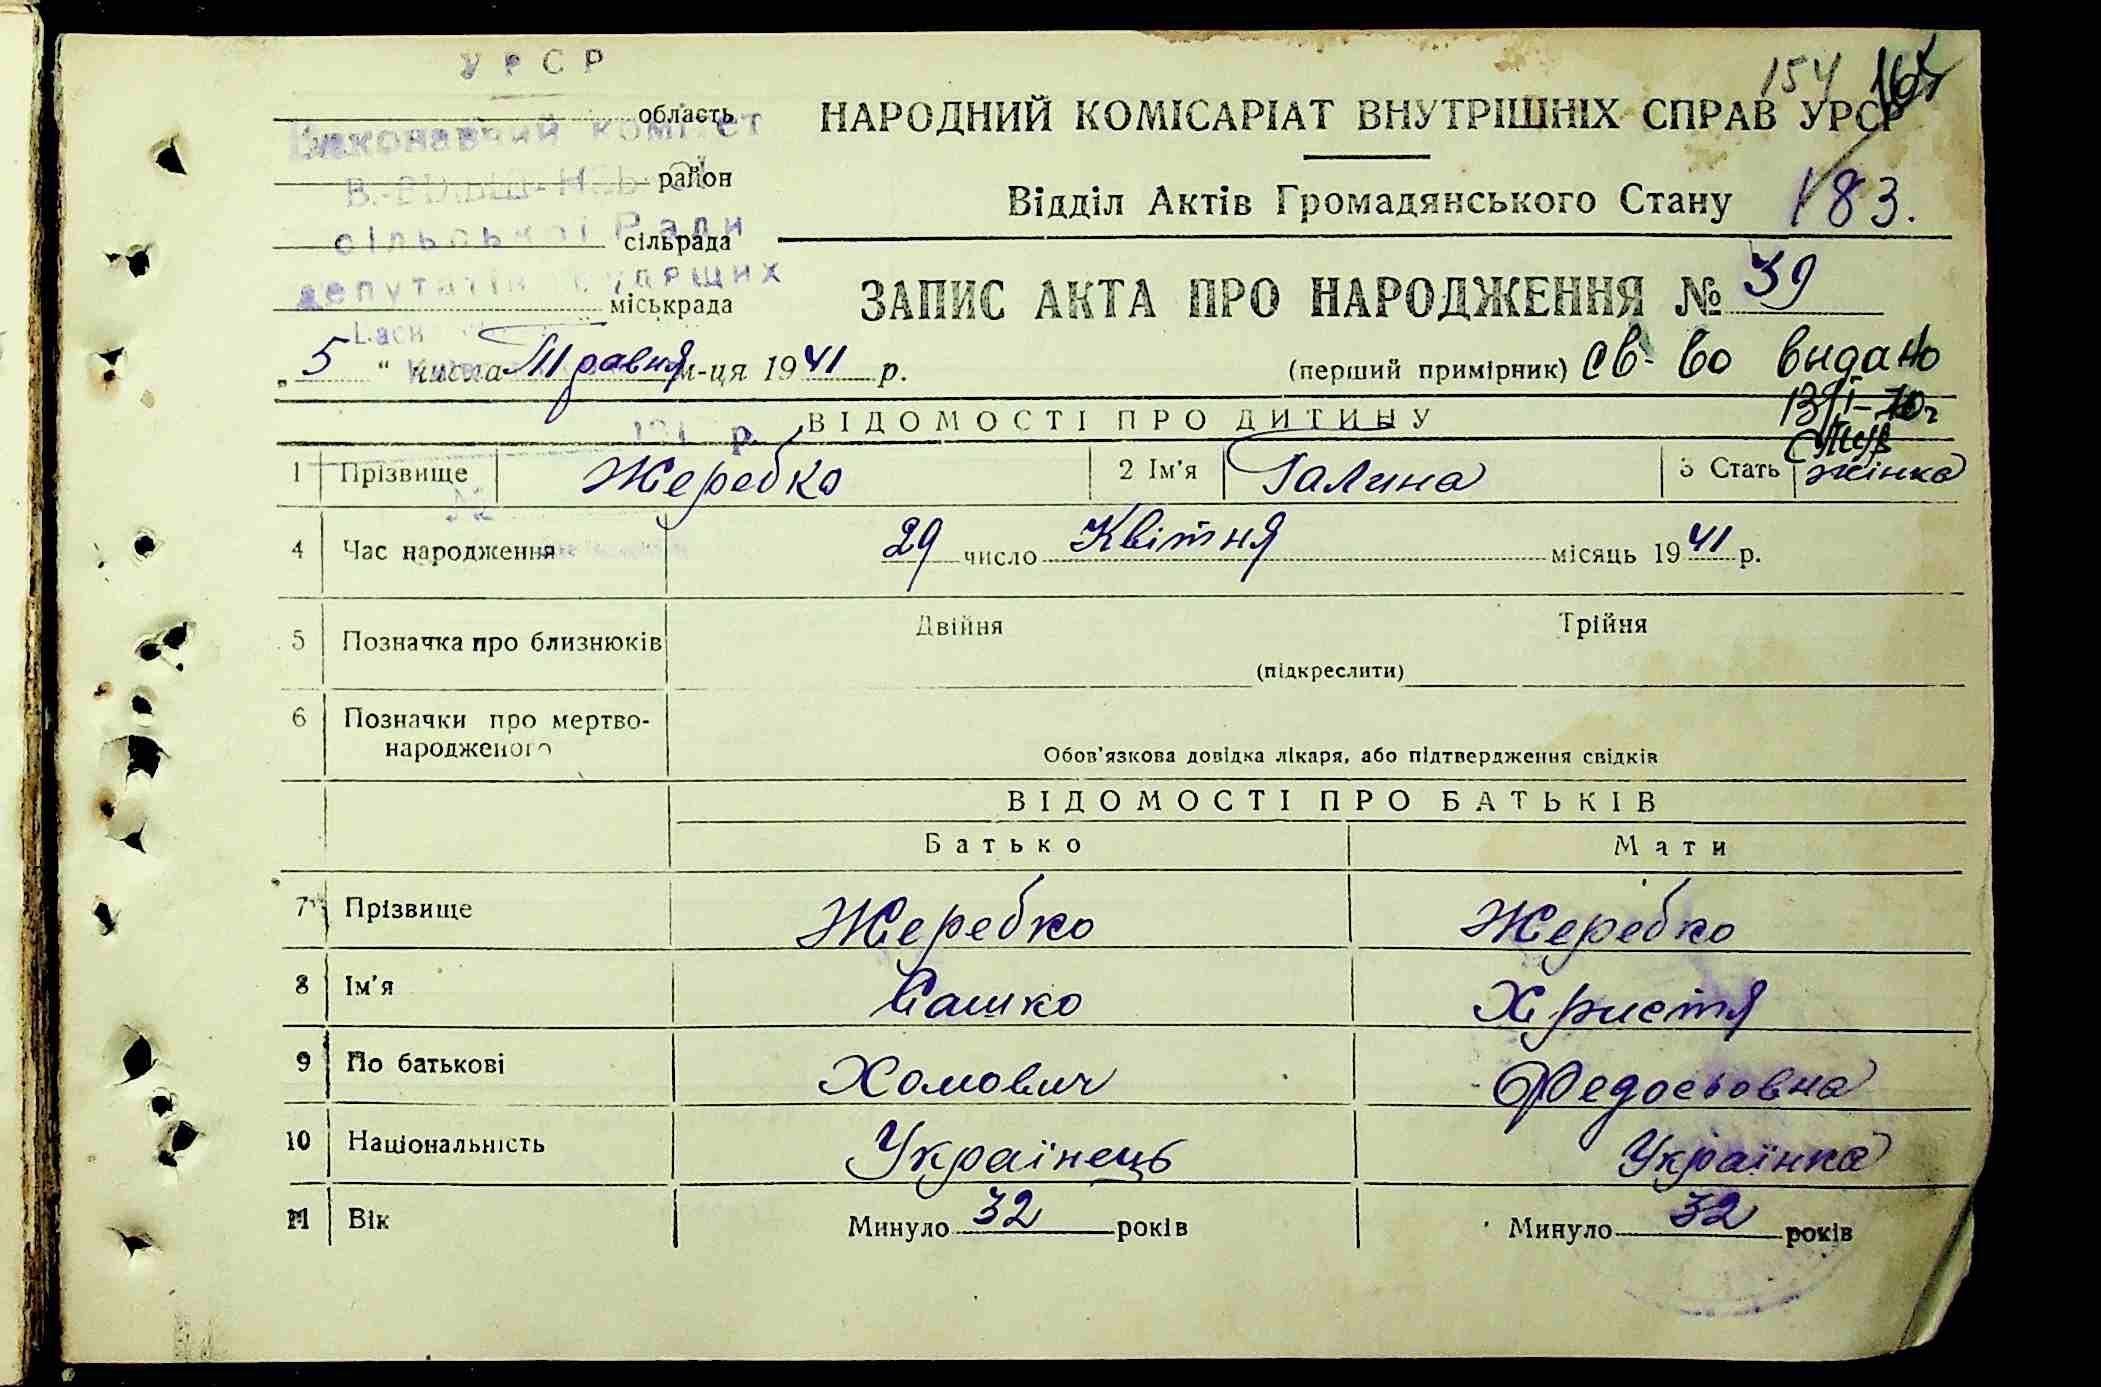 УРСР
область
Виконавчий комітет
район
сільської Ради
сільрада
депутатів трудящих
міськрада
154
НАРОДНИЙ КОМІСАРІАТ ВНУТРІШНІХ СПРАВ УРСР
Відділ Актів Громадянського Стану 183.
ЗАПИС АКТА ПРО НАРОДЖЕННЯ № 39
„5" числа Травня м-ця 1941 р. (перший примірник) Св-во видано
ВІДОМОСТІ ПРО ДИТИНУ
1 Прізвище Жеребко 2 Ім'я Галина 3 Стать жінка
4 Час народження 29 число Квітня місяць 1941 р.
5 Позначка про близнюків Двійня Трійня
(підкреслити)
6 Позначки про мертво-
народженого
Обов'язкова довідка лікаря, або підтвердження свідків
ВІДОМОСТІ ПРО БАТЬКІВ
Батько Мати
7 Прізвище Жеребко Жеребко
8 Ім'я Сашко Христя
9 По батькові Хомович Федосьовна
10 Національність Українець Українка
11 Вік Минуло 32 років Минуло 32 років